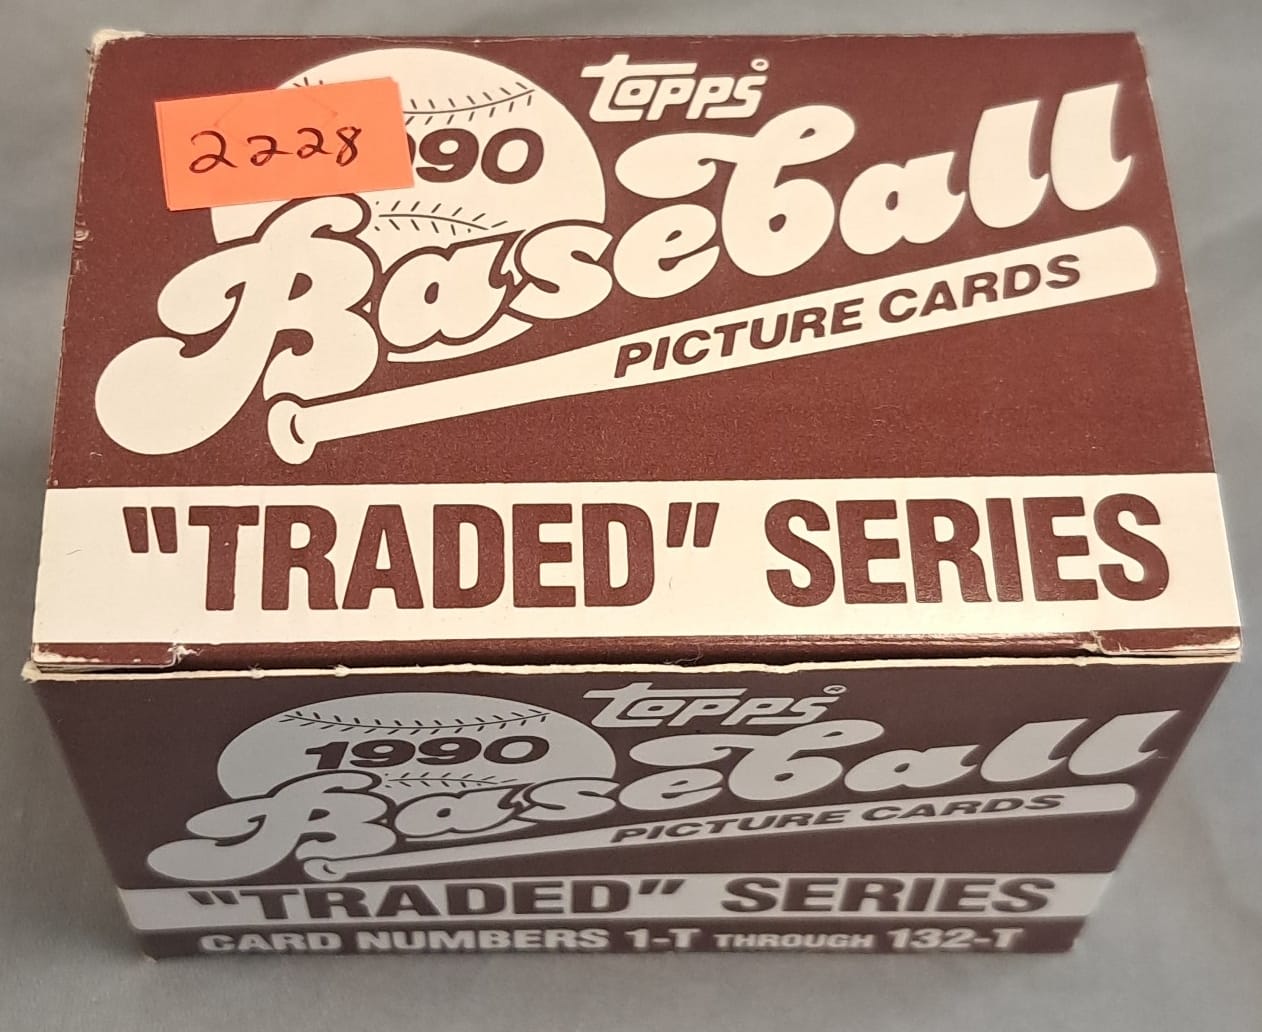 2228
topps®
990
Baseball
PICTURE CARDS
"TRADED" SERIES
topps®
1990
Baseball
PICTURE CARDS
"TRADED" SERIES
CARD NUMBERS 1-T THROUGH 132-T